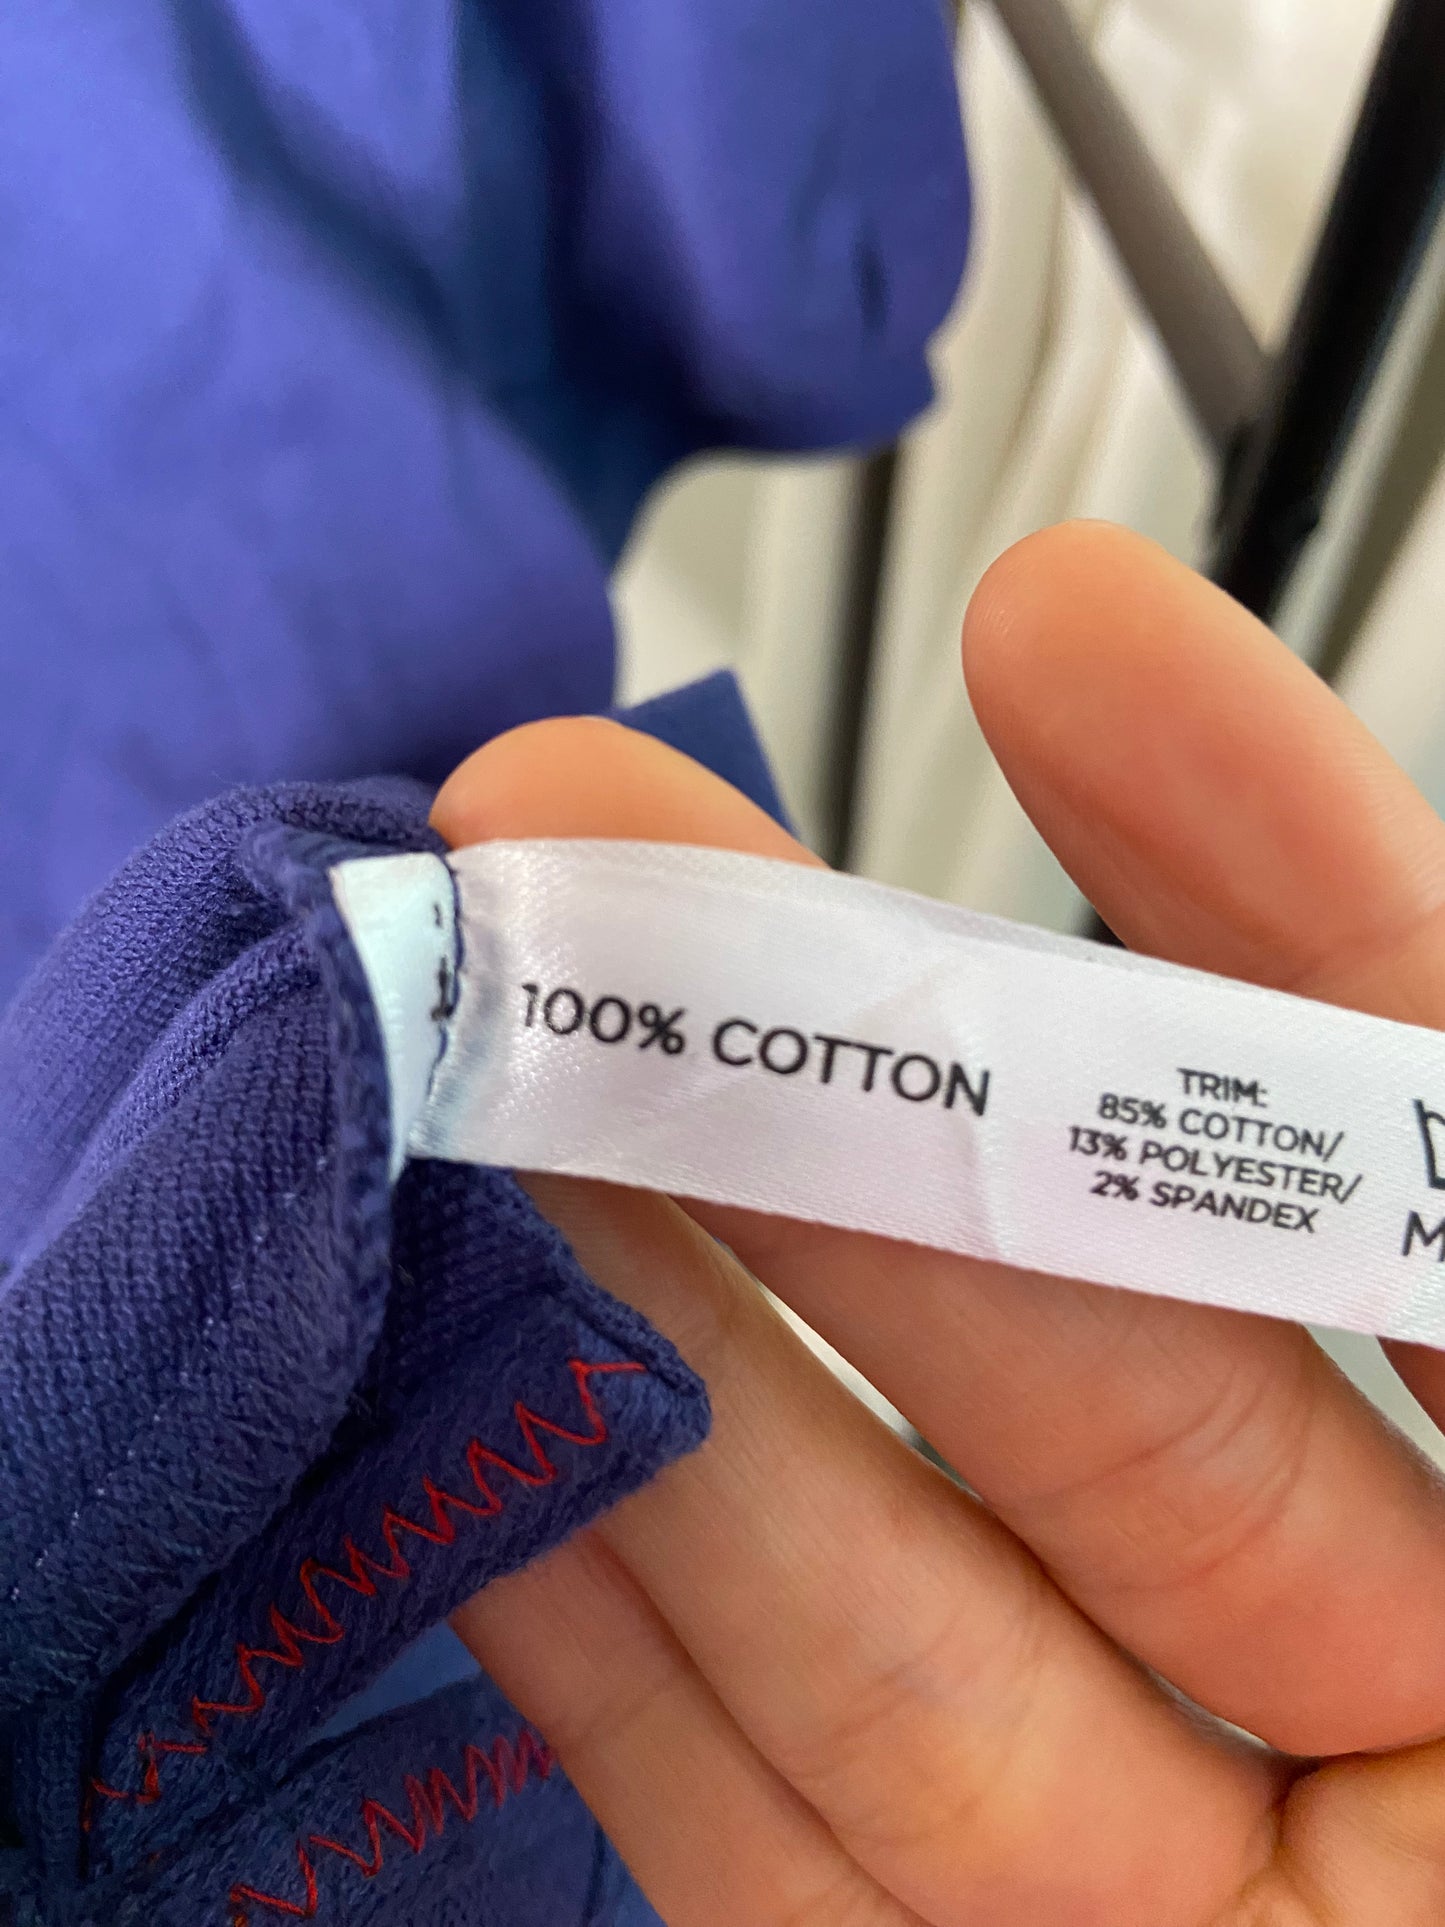 100% COTTON
TRIM:
85% COTTON/
13% POLYESTER/
2% SPANDEX